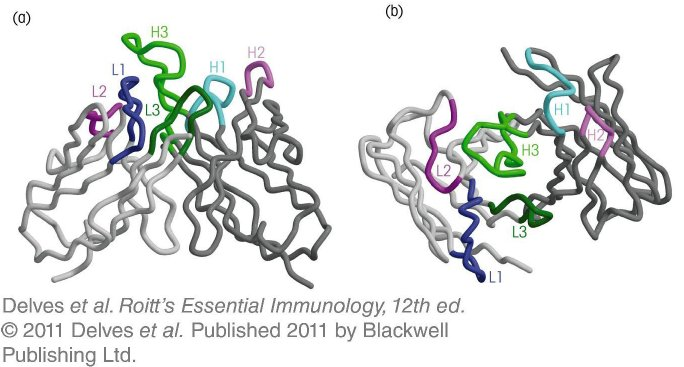 (a)
H3
H2
L1
H1
L2
L3
(b)
H1
H2
H3
L2
L3
L1
Delves et al. Roitt's Essential Immunology, 12th ed.
© 2011 Delves et al. Published 2011 by Blackwell
Publishing Ltd.